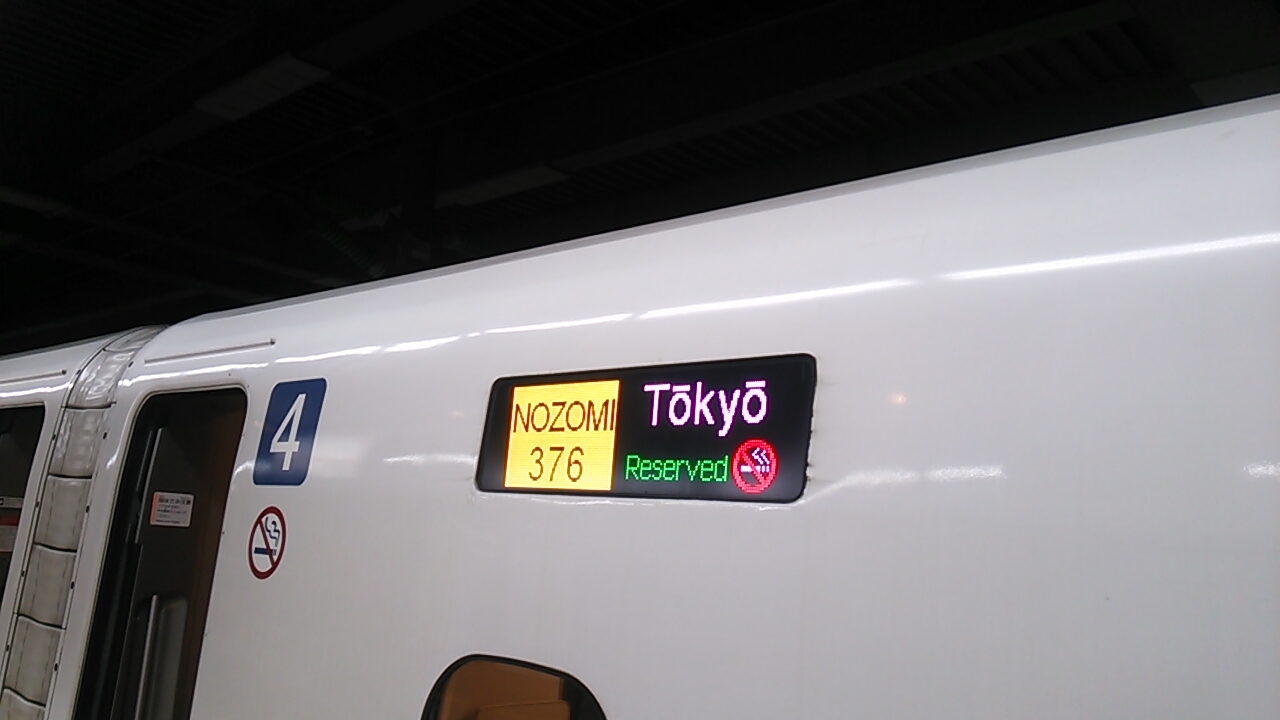 4
NOZOMI
376
Tōkyō
Reserved